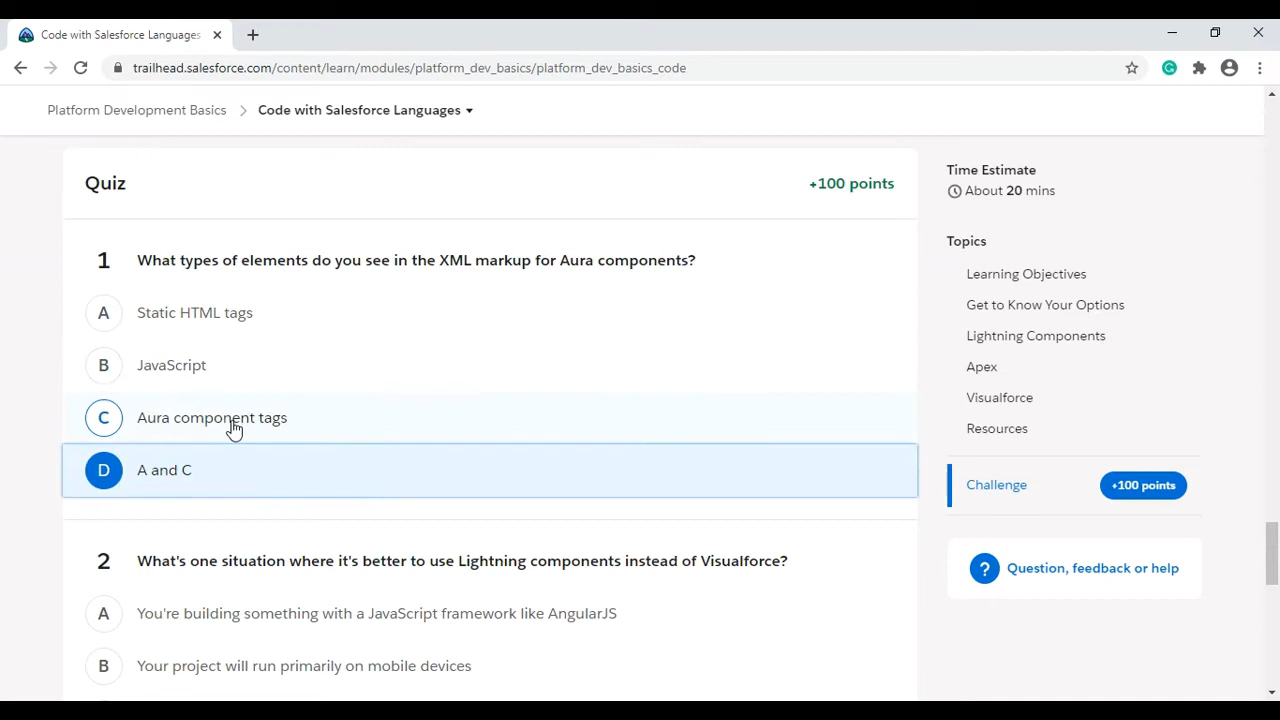 Code with Salesforce Languages
trailhead.salesforce.com/content/learn/modules/platform_dev_basics/platform_dev_basics_code
Platform Development Basics > Code with Salesforce Languages
Quiz
+100 points
1 What types of elements do you see in the XML markup for Aura components?
A Static HTML tags
B JavaScript
C Aura component tags
D A and C
2 What's one situation where it's better to use Lightning components instead of Visualforce?
A You're building something with a JavaScript framework like AngularJS
B Your project will run primarily on mobile devices
Time Estimate
About 20 mins
Topics
Learning Objectives
Get to Know Your Options
Lightning Components
Apex
Visualforce
Resources
Challenge
+100 points
? Question, feedback or help